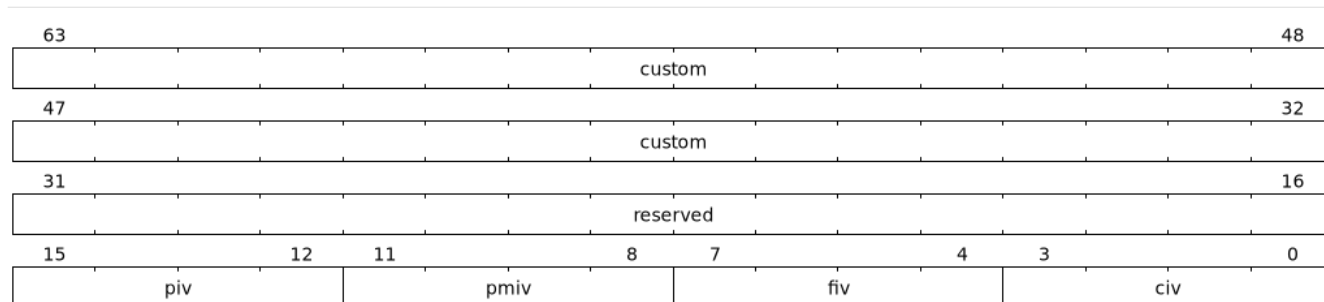 63 48
custom
47 32
custom
31 16
reserved
15 12 11 8 7 4 3 0
piv pmiv fiv civ